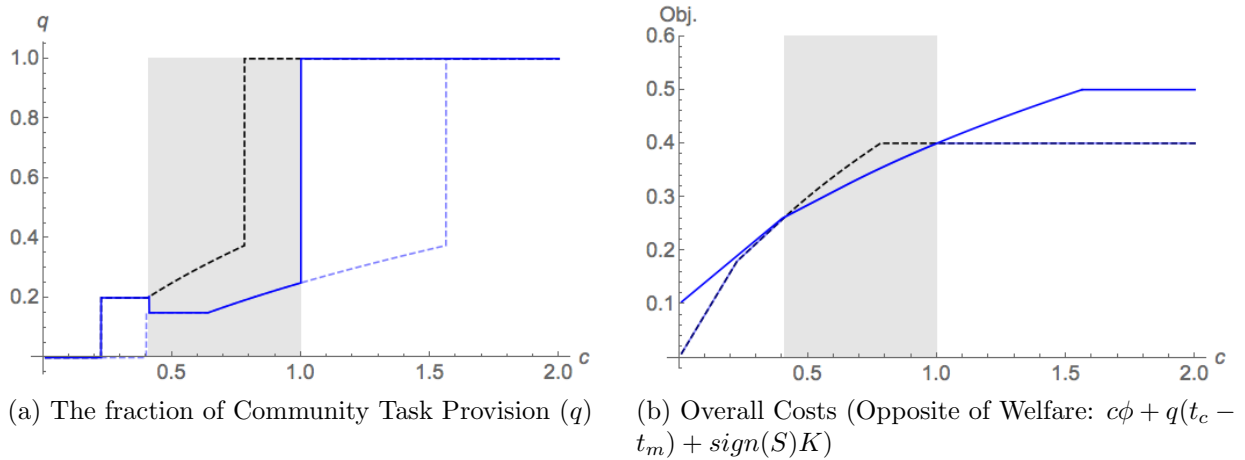 q
1.0
0.8
0.6
0.4
0.2
0.5
1.0
1.5
2.0
c
(a) The fraction of Community Task Provision (q)
Obj.
0.6
0.5
0.4
0.3
0.2
0.1
0.5
1.0
1.5
2.0
c
(b) Overall Costs (Opposite of Welfare: cϕ + q(t_c −
t_m) + sign(S)K)